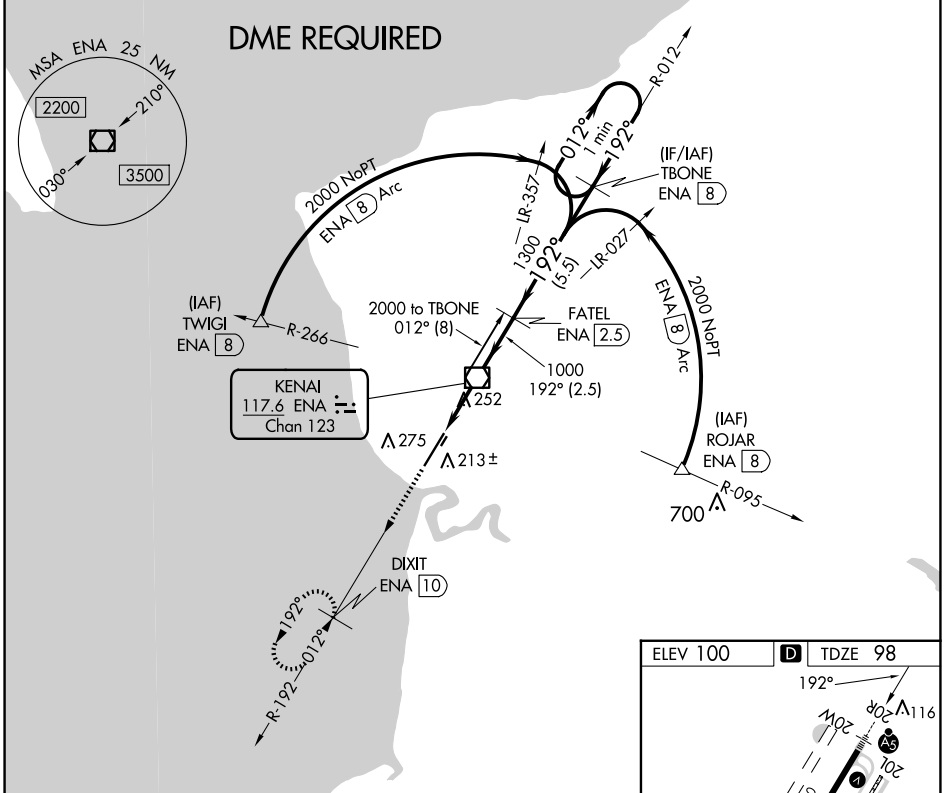 DME REQUIRED
MSA ENA 25 NM
2200
210°
030°
3500
R-012
012°
1 min
192°
(IF/IAF)
TBONE
ENA 8
2000 NoPT
ENA 8 Arc
LR-357
1300
192°
(5.5)
LR-027
2000 NoPT
ENA 8 Arc
(IAF)
TWIGI
ENA 8
R-266
2000 to TBONE
012° (8)
FATEL
ENA 2.5
1000
192° (2.5)
KENAI
117.6 ENA
Chan 123
252
275
213±
(IAF)
ROJAR
ENA 8
R-095
700
DIXIT
ENA 10
192°
012°
R-192
ELEV 100
D
TDZE 98
192°
20W
20R
116
A5
20L
V